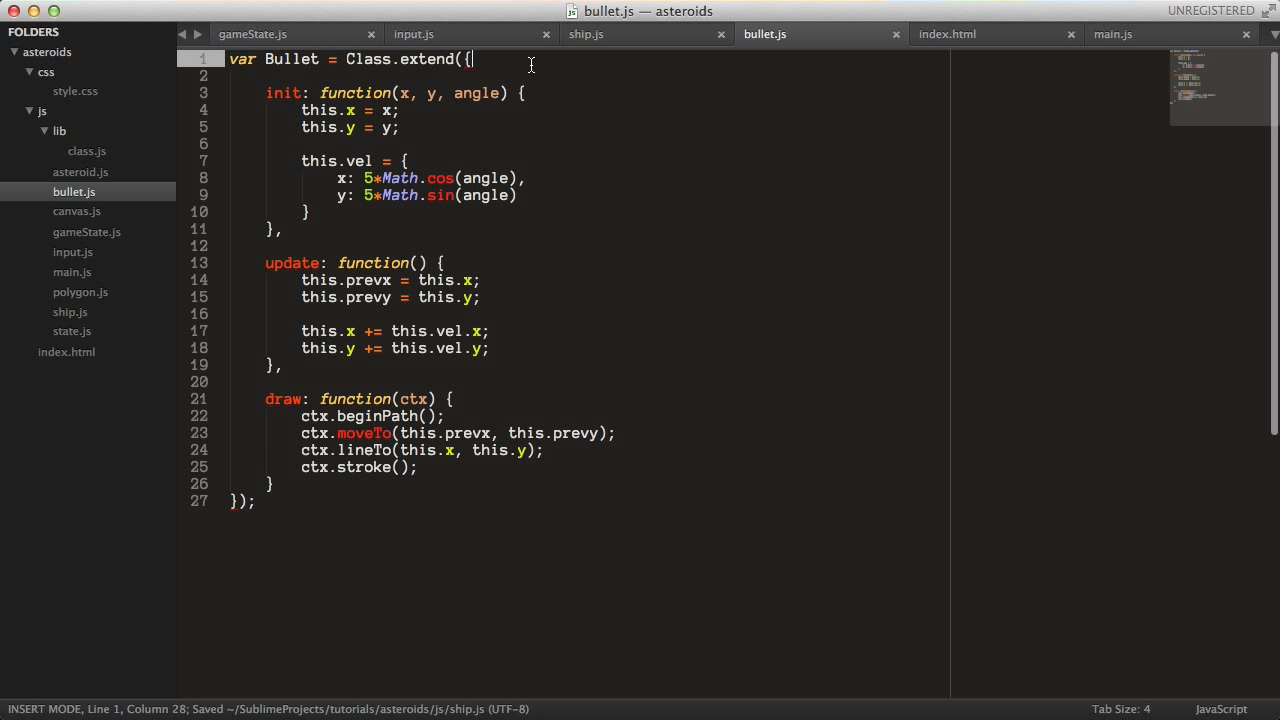 bullet.js — asteroids
UNREGISTERED
FOLDERS
asteroids
css
style.css
js
lib
class.js
asteroid.js
bullet.js
canvas.js
gameState.js
input.js
main.js
polygon.js
ship.js
state.js
index.html
gameState.js
input.js
ship.js
bullet.js
index.html
main.js
1 var Bullet = Class.extend({
2
3 init: function(x, y, angle) {
4 this.x = x;
5 this.y = y;
6
7 this.vel = {
8 x: 5*Math.cos(angle),
9 y: 5*Math.sin(angle)
10 }
11 },
12
13 update: function() {
14 this.prevx = this.x;
15 this.prevy = this.y;
16
17 this.x += this.vel.x;
18 this.y += this.vel.y;
19 },
20
21 draw: function(ctx) {
22 ctx.beginPath();
23 ctx.moveTo(this.prevx, this.prevy);
24 ctx.lineTo(this.x, this.y);
25 ctx.stroke();
26 }
27 });
INSERT MODE, Line 1, Column 28; Saved ~/SublimeProjects/tutorials/asteroids/js/ship.js (UTF-8)
Tab Size: 4
JavaScript